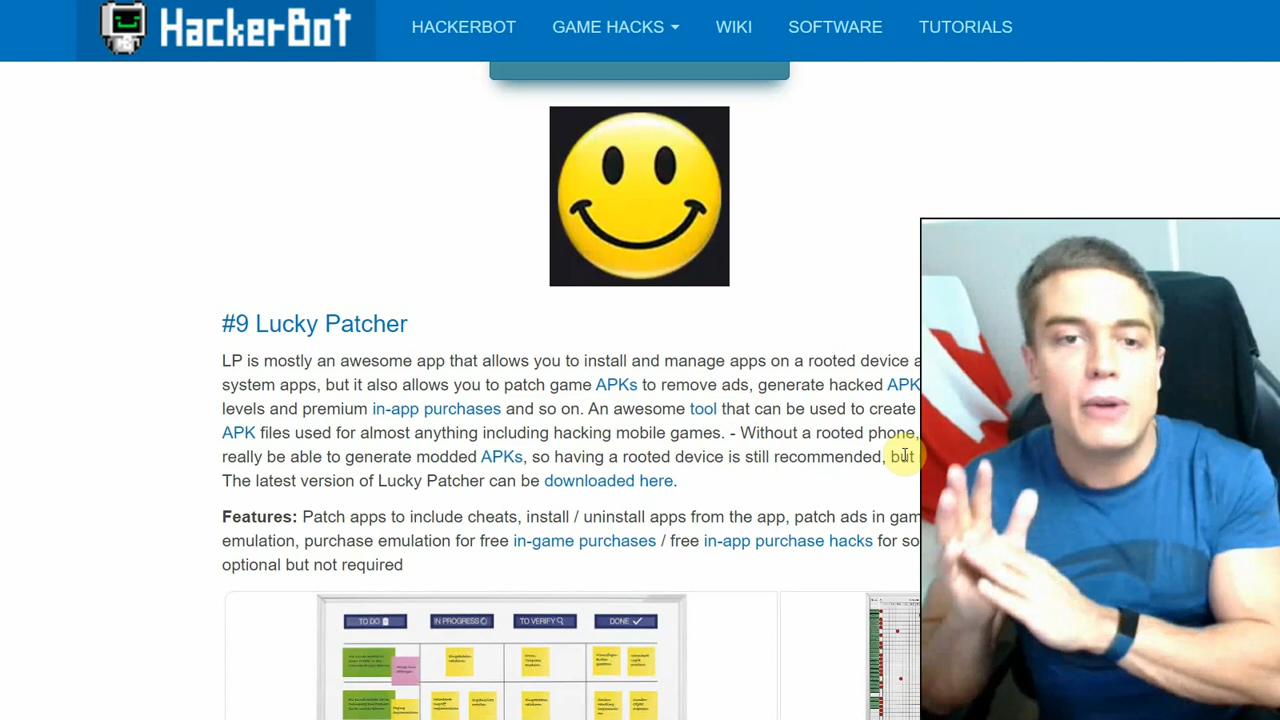 HackerBot
HACKERBOT
GAME HACKS
WIKI
SOFTWARE
TUTORIALS
#9 Lucky Patcher
LP is mostly an awesome app that allows you to install and manage apps on a rooted device a
system apps, but it also allows you to patch game APKs to remove ads, generate hacked APK
levels and premium in-app purchases and so on. An awesome tool that can be used to create
APK files used for almost anything including hacking mobile games. - Without a rooted phone,
really be able to generate modded APKs, so having a rooted device is still recommended, but
The latest version of Lucky Patcher can be downloaded here.
Features: Patch apps to include cheats, install / uninstall apps from the app, patch ads in gam
emulation, purchase emulation for free in-game purchases / free in-app purchase hacks for so
optional but not required
TO DO
IN PROGRESS
TO VERIFY
DONE